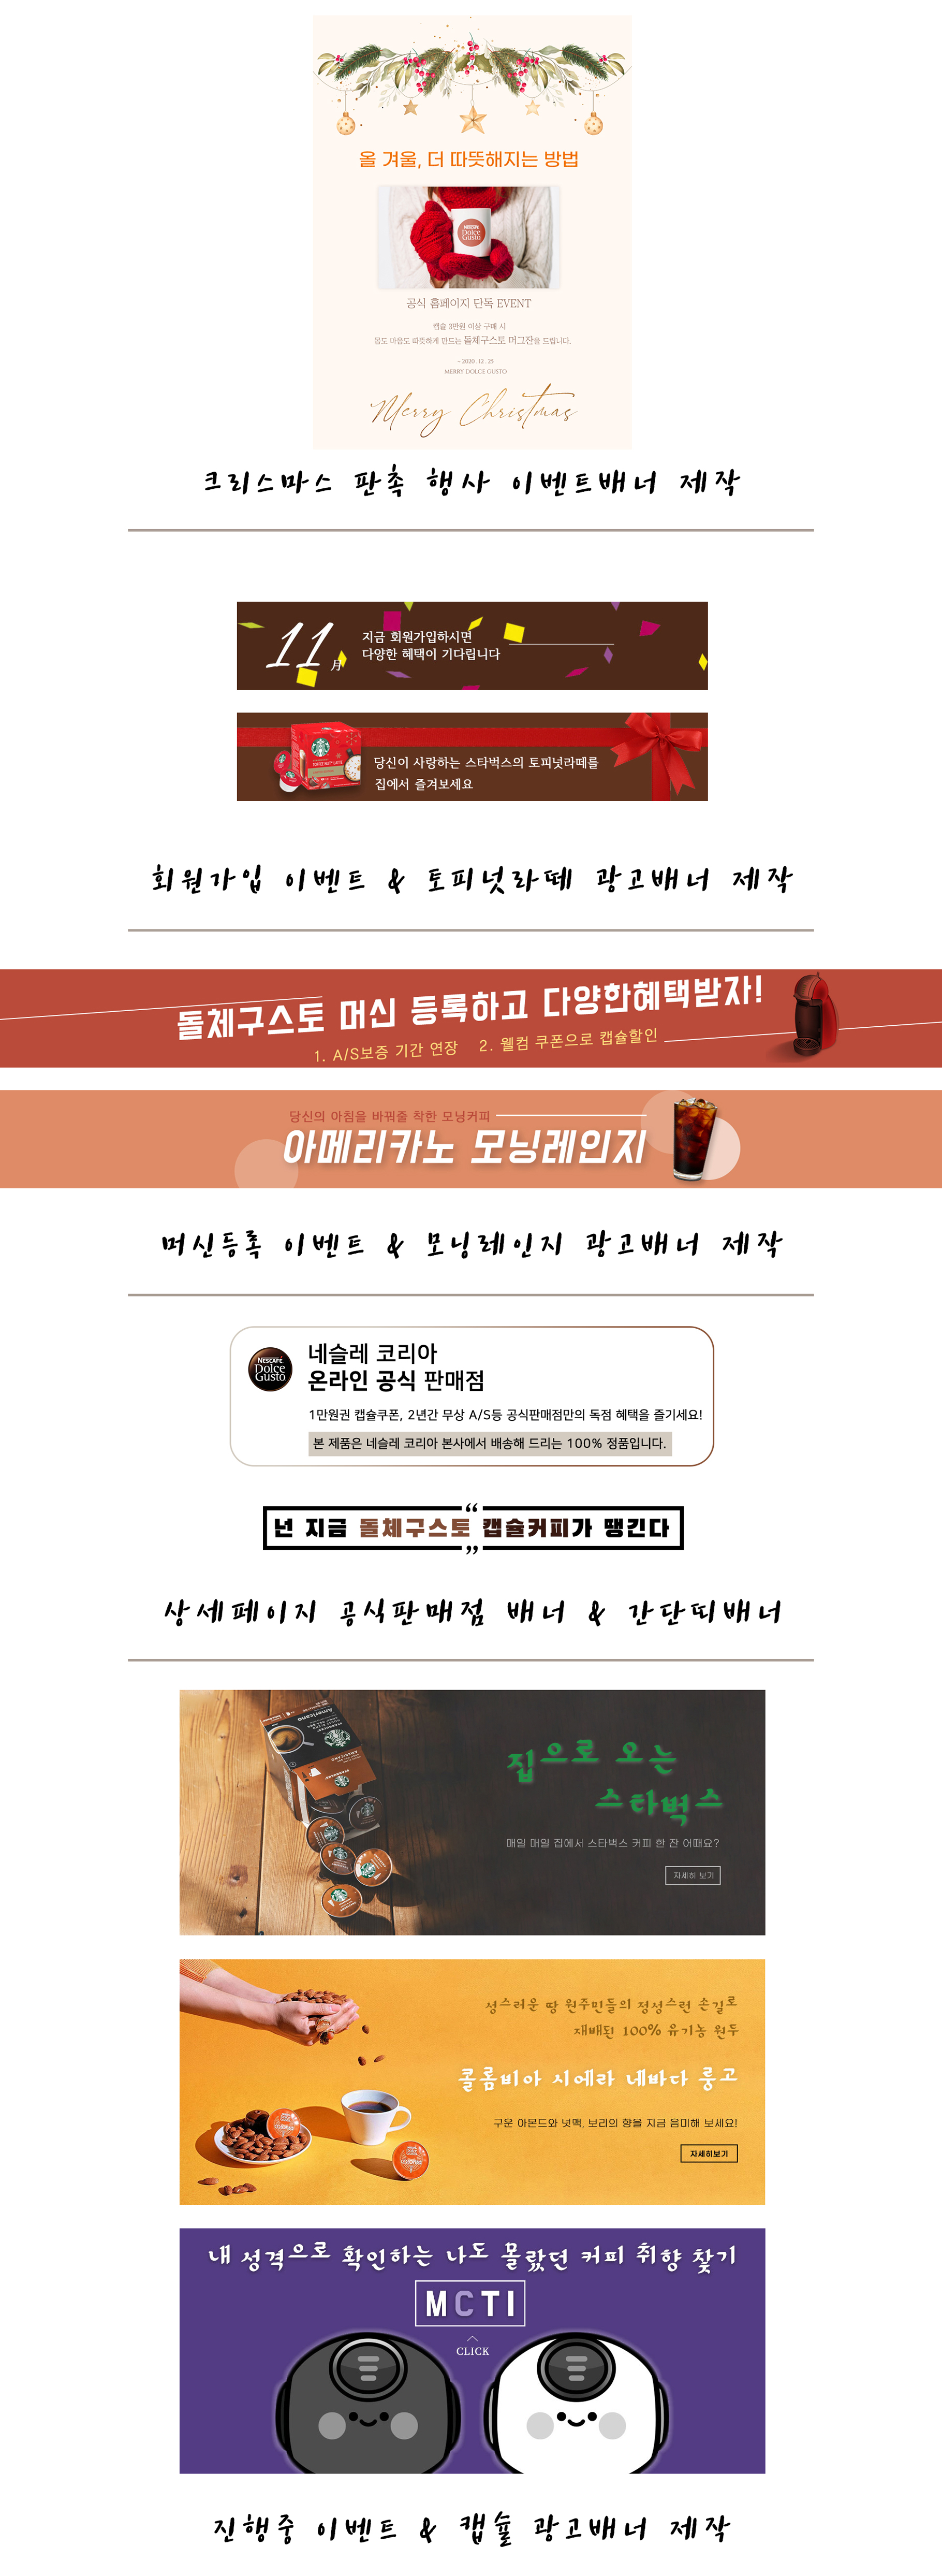 올 겨울, 더 따뜻해지는 방법
NESCAFÉ
Dolce
Gusto
공식 홈페이지 단독 EVENT
캡슐 3만원 이상 구매 시
몸도 마음도 따뜻하게 만드는 돌체구스토 머그잔을 드립니다.
~ 2020 . 12 . 25
MERRY DOLCE GUSTO
Merry Christmas
크리스마스 판촉 행사 이벤트배너 제작
11月
지금 회원가입하시면
다양한 혜택이 기다립니다
TOFFEE NUT LATTE
당신이 사랑하는 스타벅스의 토피넛라떼를
집에서 즐겨보세요
회원가입 이벤트 & 토피넛라떼 광고배너 제작
돌체구스토 머신 등록하고 다양한혜택받자!
1. A/S보증 기간 연장 2. 웰컴 쿠폰으로 캡슐할인
당신의 아침을 바꿔줄 착한 모닝커피
아메리카노 모닝레인지
머신등록 이벤트 & 모닝레인지 광고배너 제작
NESCAFÉ
Dolce
Gusto
네슬레 코리아
온라인 공식 판매점
1만원권 캡슐쿠폰, 2년간 무상 A/S등 공식판매점만의 독점 혜택을 즐기세요!
본 제품은 네슬레 코리아 본사에서 배송해 드리는 100% 정품입니다.
“
넌 지금 돌체구스토 캡슐커피가 땡긴다
”
상세페이지 공식판매점 배너 & 간단띠배너
Americano
집으로 오는
스타벅스
매일 매일 집에서 스타벅스 커피 한 잔 어때요?
자세히 보기
성스러운 땅 원주민들의 정성스런 손길로
재배된 100% 유기농 원두
콜롬비아 시에라 네바다 룽고
구운 아몬드와 넛맥, 보리의 향을 지금 음미해 보세요!
자세히보기
내 성격으로 확인하는 나도 몰랐던 커피 취향 찾기
MCTI
CLICK
진행중 이벤트 & 캡슐 광고배너 제작